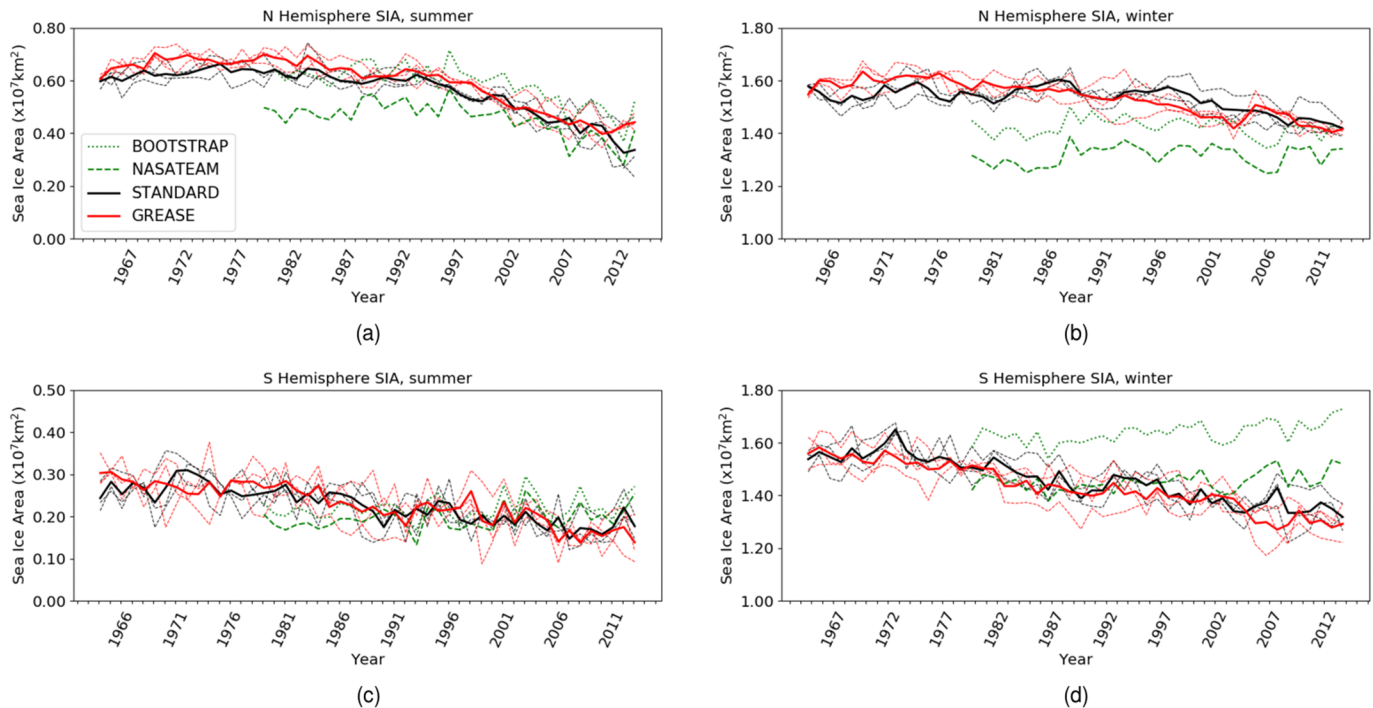 N Hemisphere SIA, summer
Sea Ice Area (x10⁷km²)
0.80
0.60
0.40
0.20
0.00
BOOTSTRAP
NASATEAM
STANDARD
GREASE
1967 1972 1977 1982 1987 1992 1997 2002 2007 2012
Year
(a)
N Hemisphere SIA, winter
Sea Ice Area (x10⁷km²)
1.80
1.60
1.40
1.20
1.00
1966 1971 1976 1981 1986 1991 1996 2001 2006 2011
Year
(b)
S Hemisphere SIA, summer
Sea Ice Area (x10⁷km²)
0.50
0.40
0.30
0.20
0.10
0.00
1966 1971 1976 1981 1986 1991 1996 2001 2006 2011
Year
(c)
S Hemisphere SIA, winter
Sea Ice Area (x10⁷km²)
1.80
1.60
1.40
1.20
1.00
1967 1972 1977 1982 1987 1992 1997 2002 2007 2012
Year
(d)